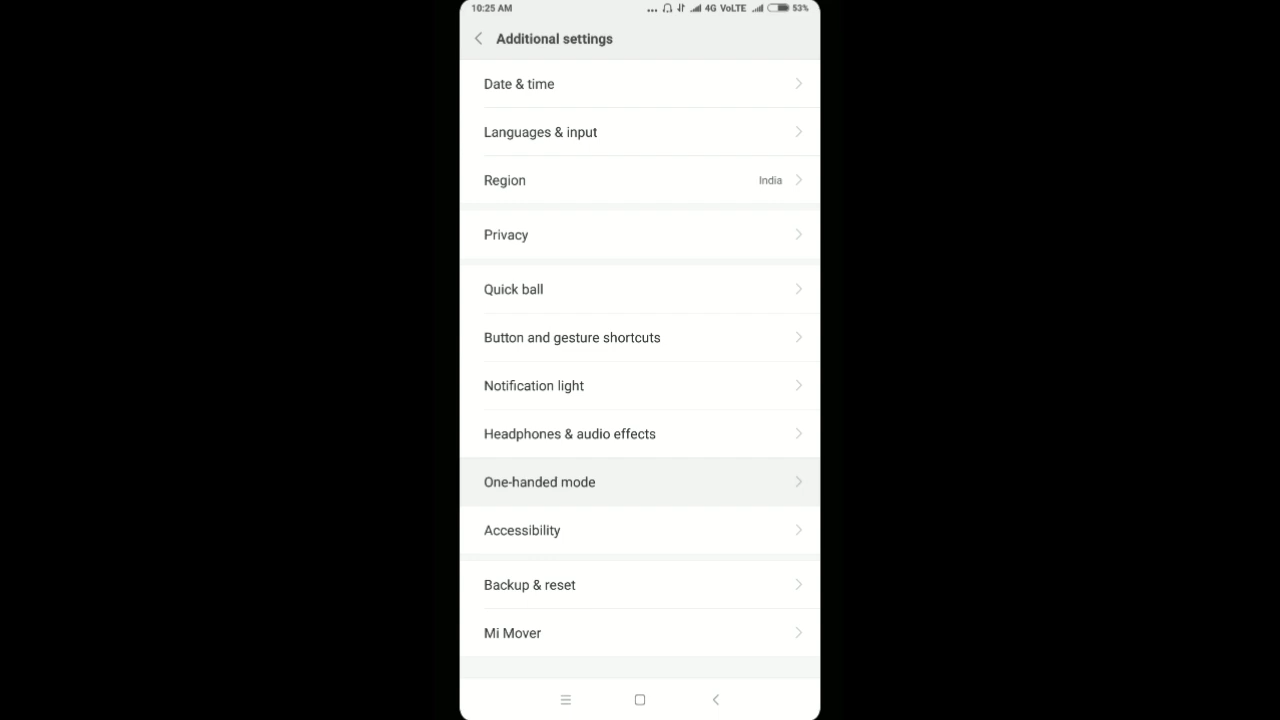 10:25 AM ... 4G VoLTE 53%
Additional settings
Date & time
Languages & input
Region India
Privacy
Quick ball
Button and gesture shortcuts
Notification light
Headphones & audio effects
One-handed mode
Accessibility
Backup & reset
Mi Mover